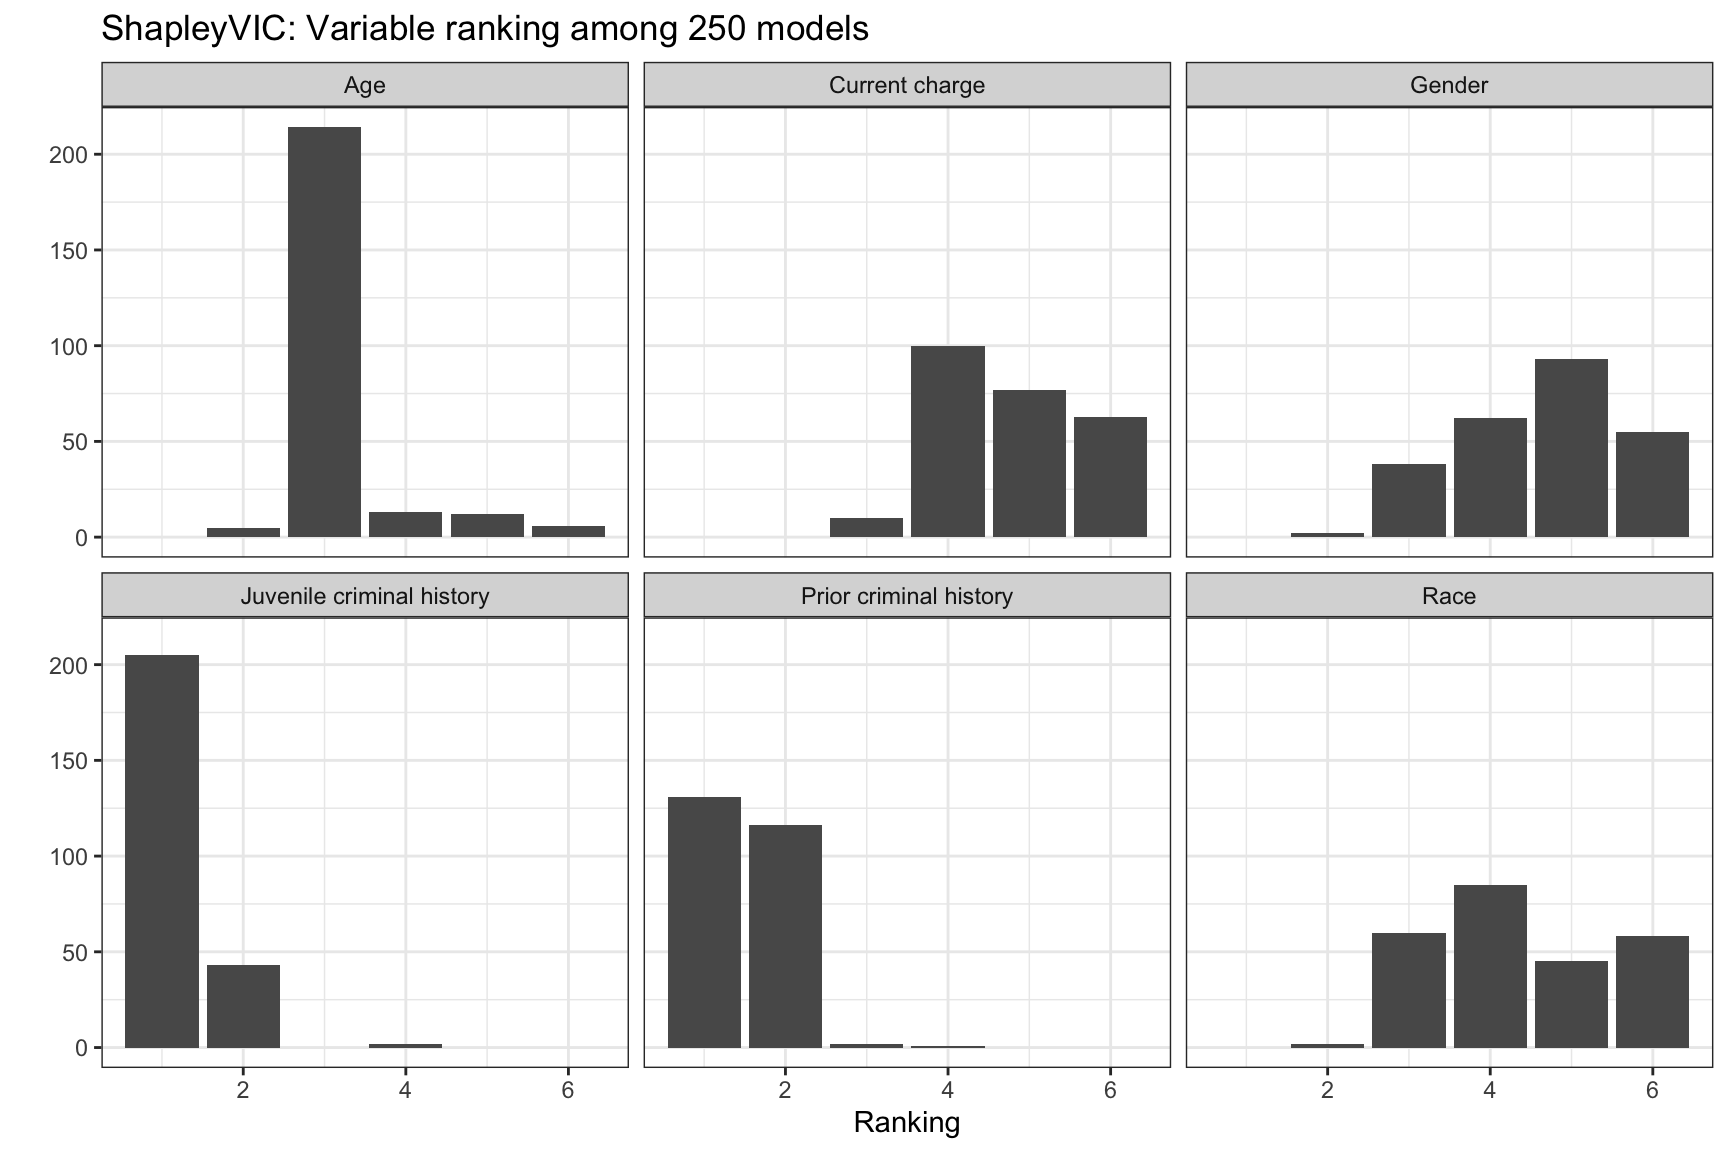 ShapleyVIC: Variable ranking among 250 models
Age
Current charge
Gender
200
150
100
50
0
Juvenile criminal history
Prior criminal history
Race
200
150
100
50
0
2 4 6
2 4 6
2 4 6
Ranking